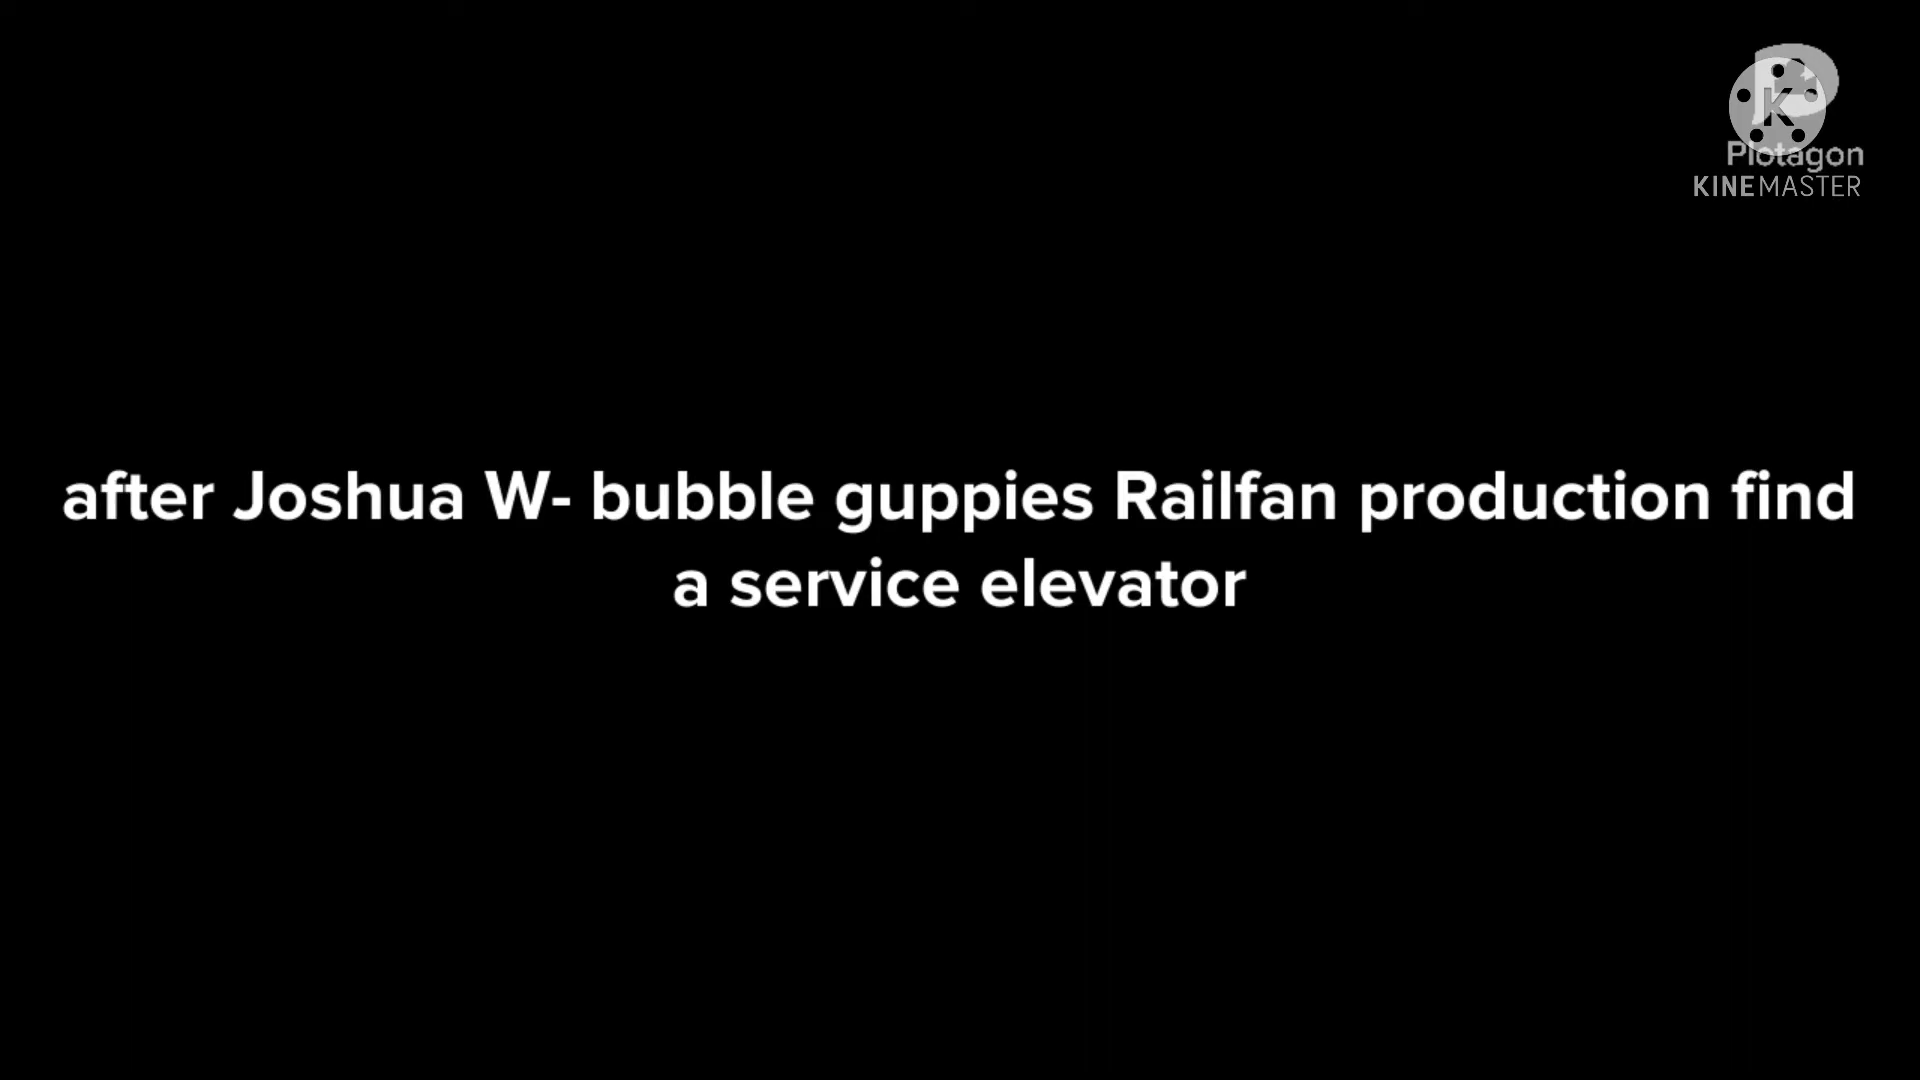 K
Plotagon
KINEMASTER
after Joshua W- bubble guppies Railfan production find
a service elevator